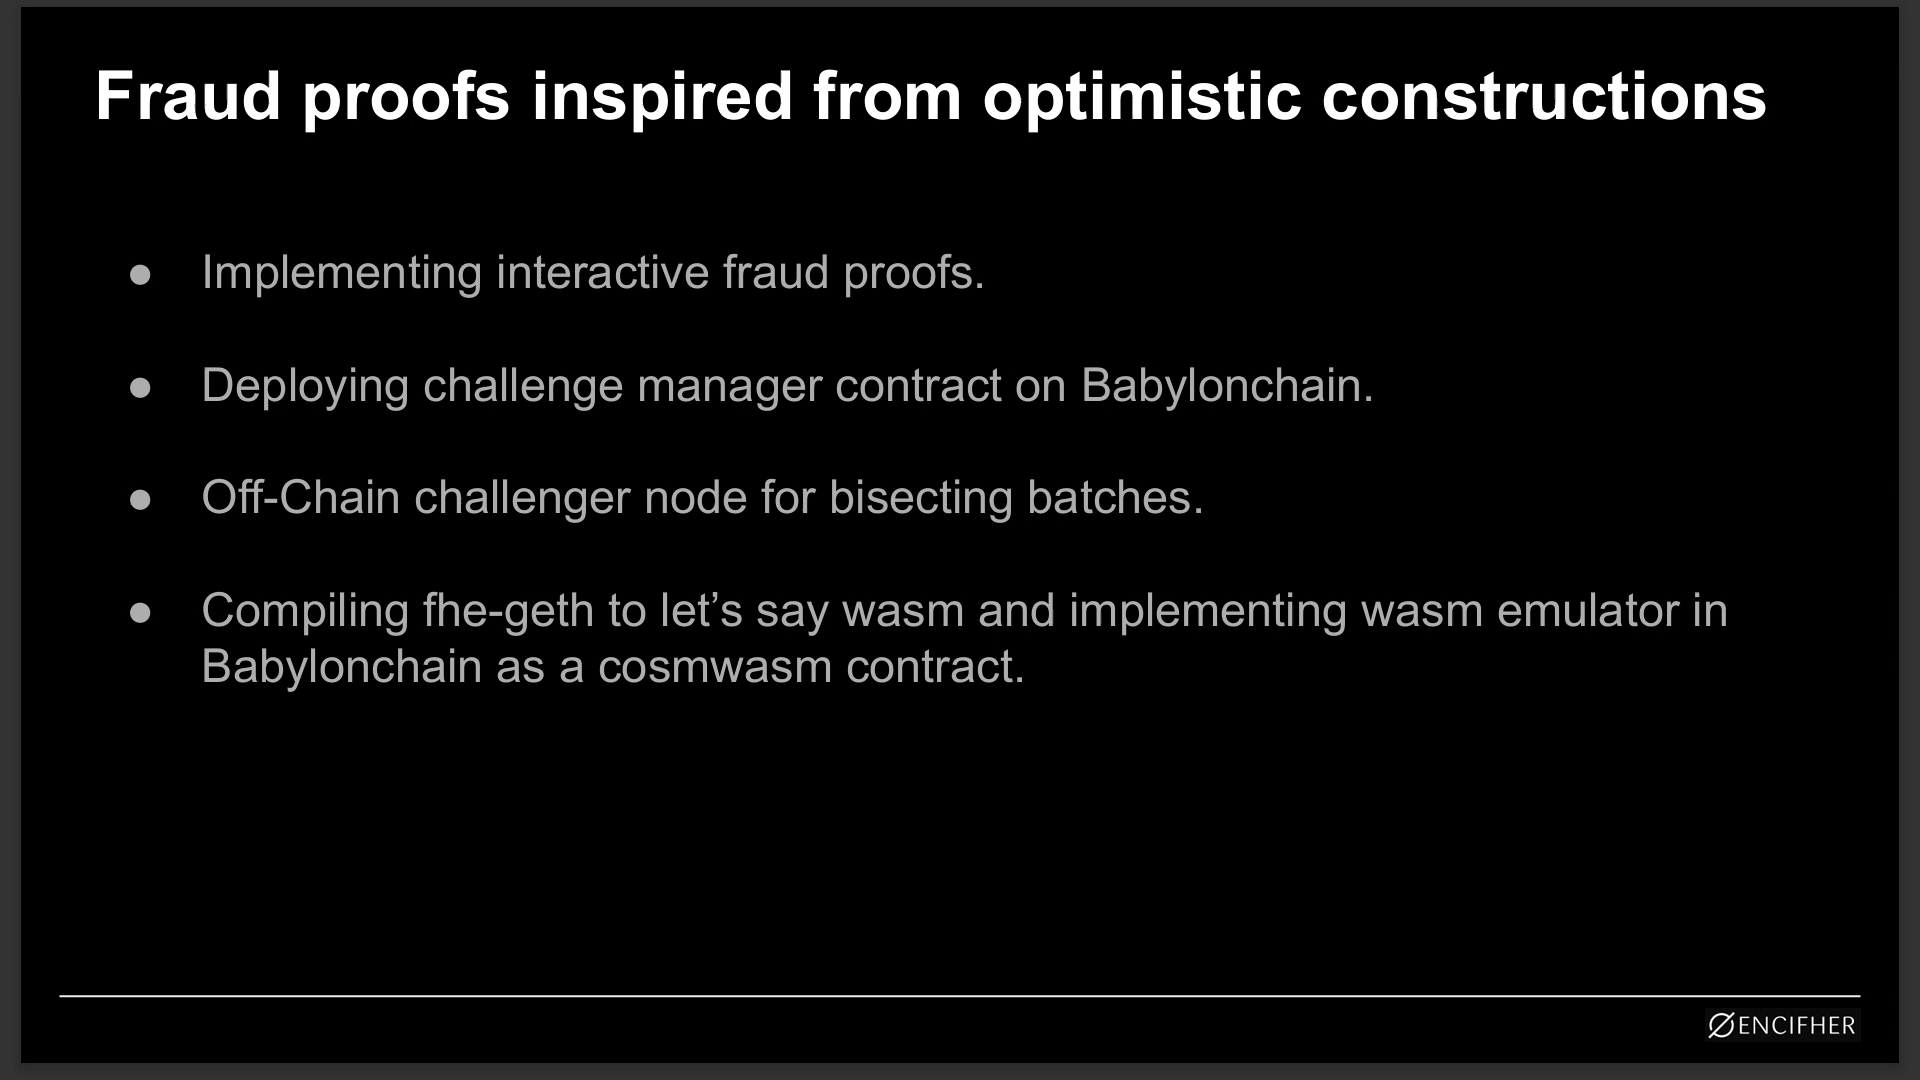 Fraud proofs inspired from optimistic constructions
● Implementing interactive fraud proofs.
● Deploying challenge manager contract on Babylonchain.
● Off-Chain challenger node for bisecting batches.
● Compiling fhe-geth to let’s say wasm and implementing wasm emulator in
Babylonchain as a cosmwasm contract.
ENCIFHER